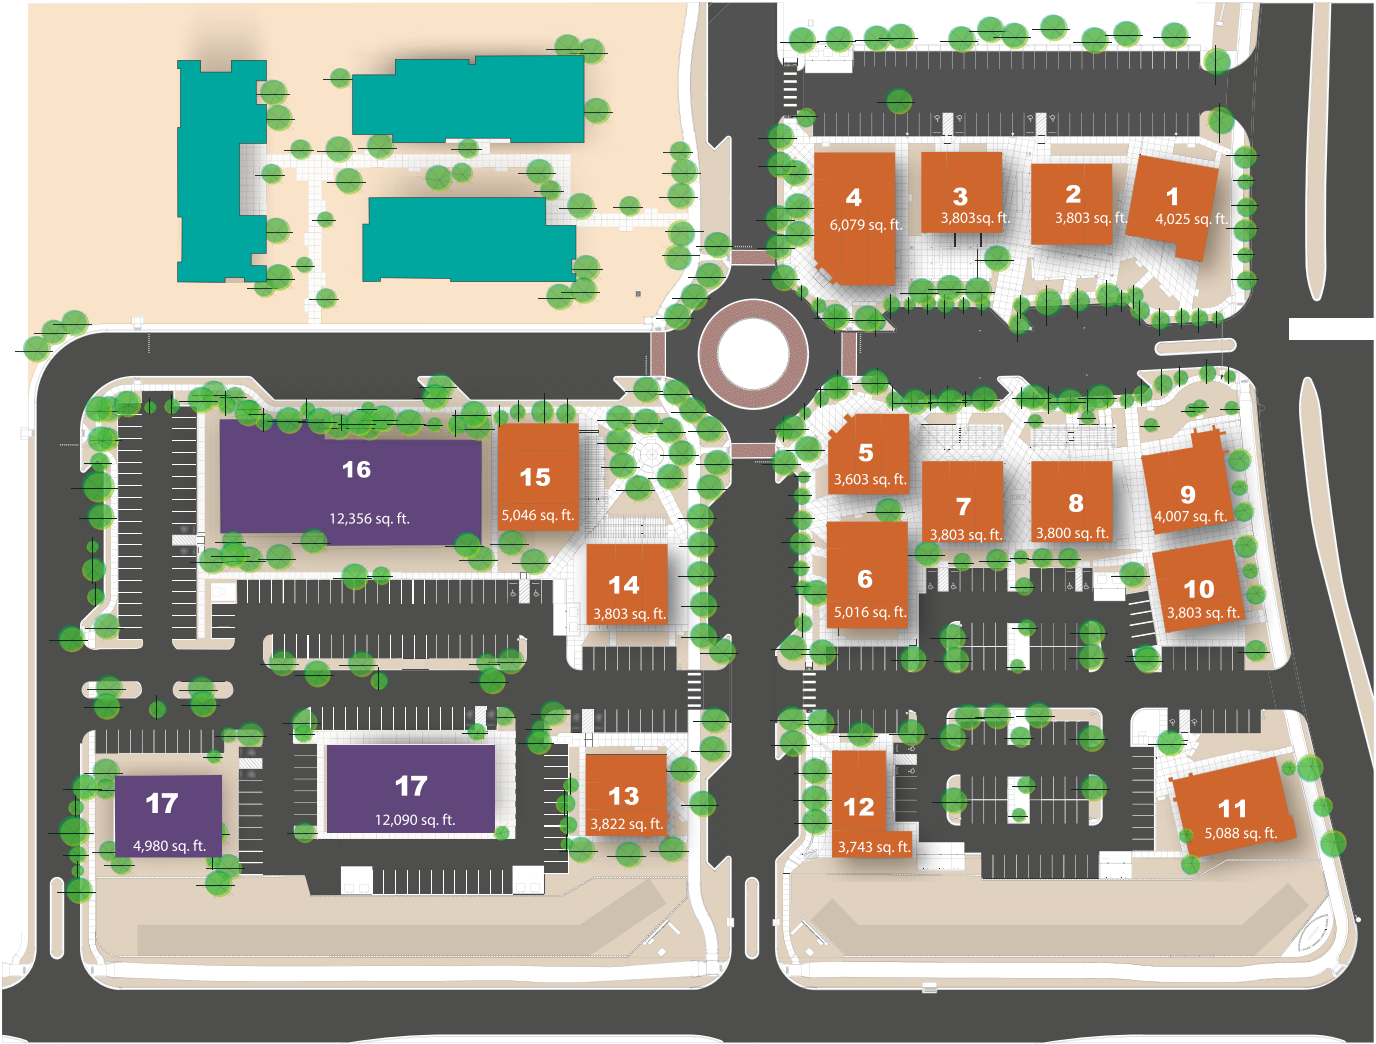 4
6,079 sq. ft.
3
3,803sq. ft.
2
3,803 sq. ft.
1
4,025 sq. ft.
16
12,356 sq. ft.
15
5,046 sq. ft.
14
3,803 sq. ft.
5
3,603 sq. ft.
6
5,016 sq. ft.
7
3,803 sq. ft.
8
3,800 sq. ft.
9
4,007 sq. ft.
10
3,803 sq. ft.
17
4,980 sq. ft.
17
12,090 sq. ft.
13
3,822 sq. ft.
12
3,743 sq. ft.
11
5,088 sq. ft.